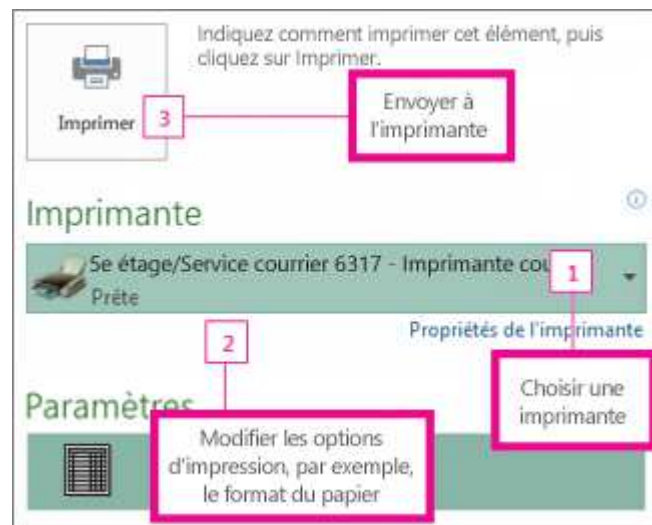 Indiquez comment imprimer cet élément, puis
cliquez sur Imprimer.
Imprimer
3
Envoyer à
l'imprimante
Imprimante
5e étage/Service courrier 6317 - Imprimante
1
Prête
Propriétés de l'imprimante
2
Choisir une
imprimante
Paramètres
Modifier les options
d'impression, par exemple,
le format du papier